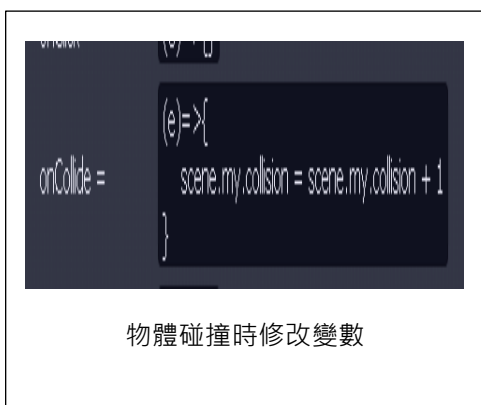 (e)=>{
onCollide =
scene.my.collision = scene.my.collision + 1
}
物體碰撞時修改變數